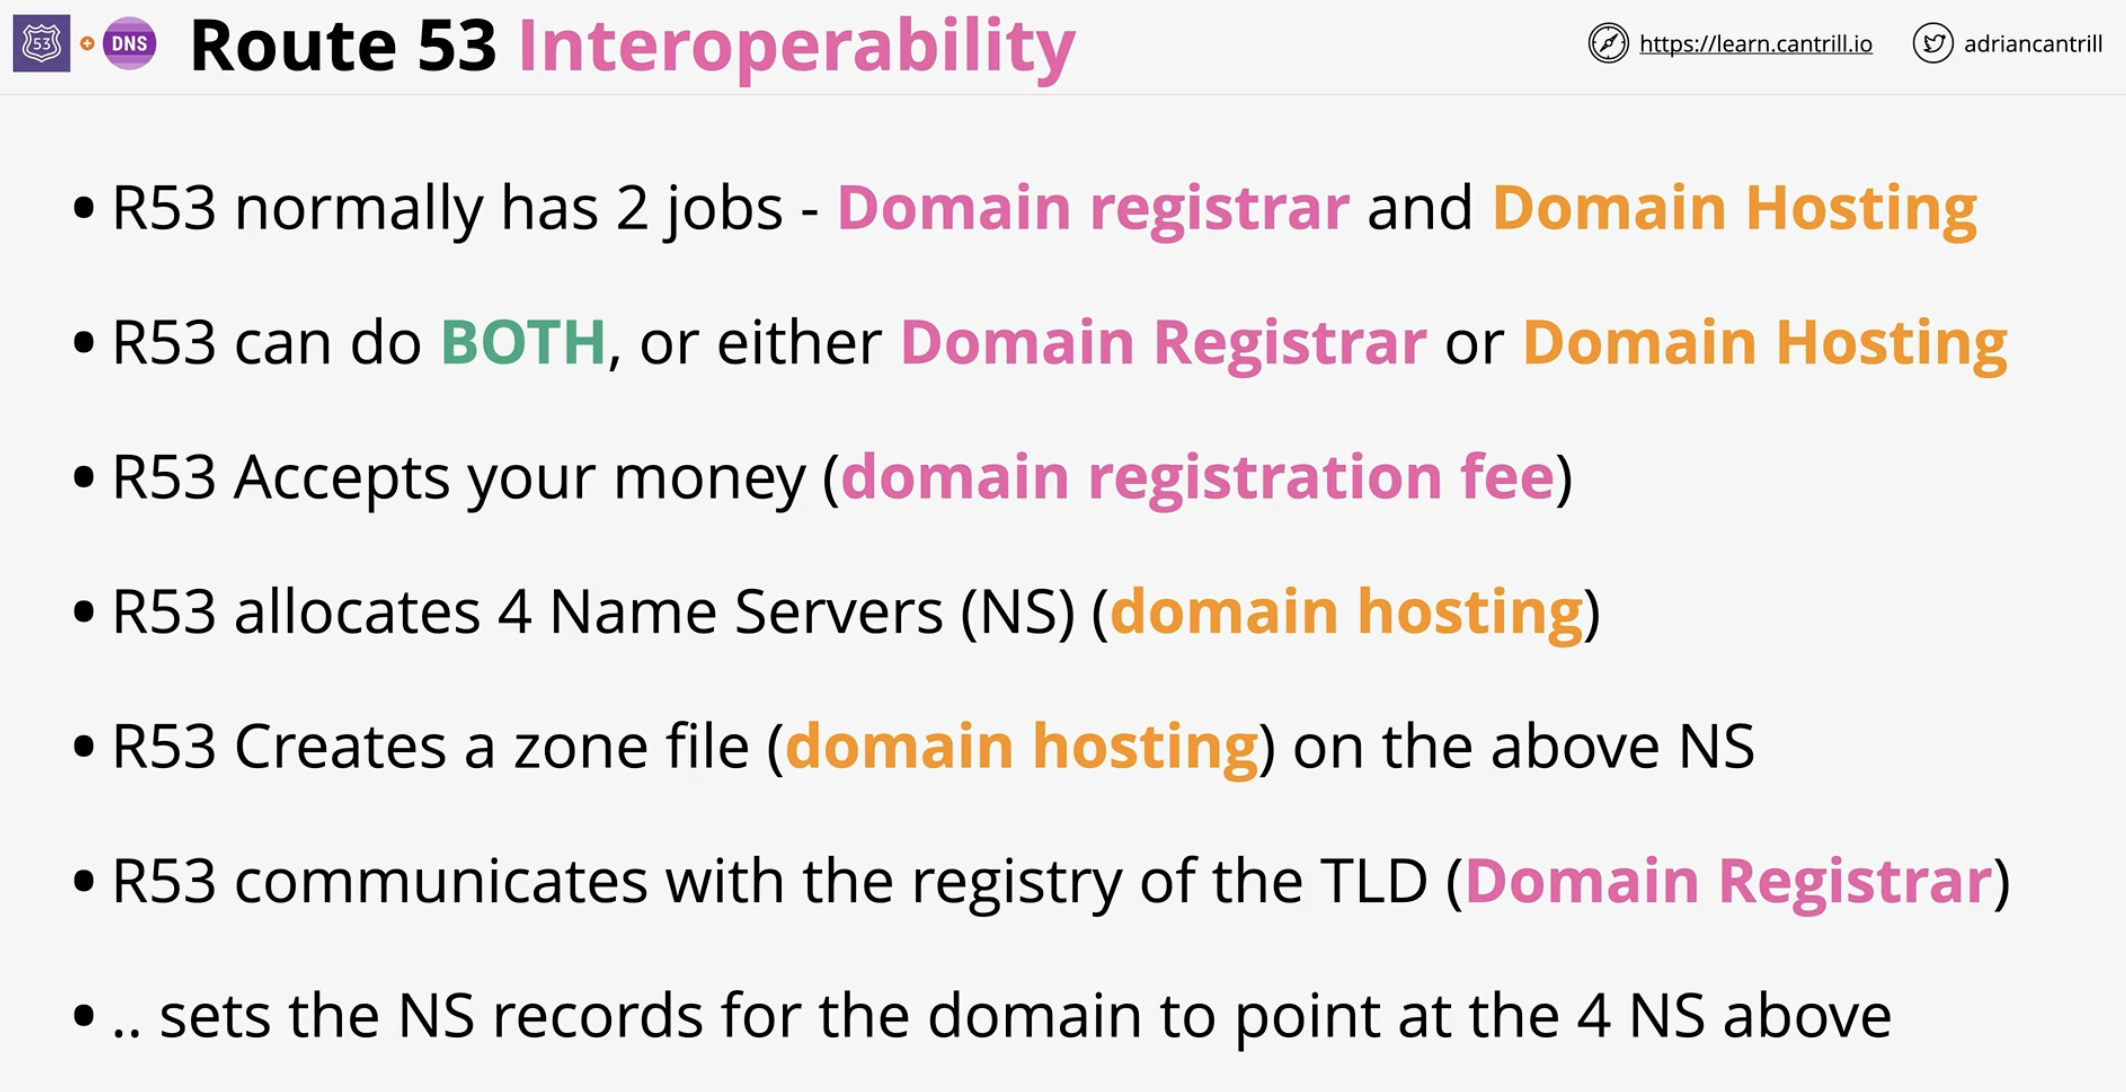 53
DNS
Route 53 Interoperability
https://learn.cantrill.io
adriancantrill
• R53 normally has 2 jobs - Domain registrar and Domain Hosting
• R53 can do BOTH, or either Domain Registrar or Domain Hosting
• R53 Accepts your money (domain registration fee)
• R53 allocates 4 Name Servers (NS) (domain hosting)
• R53 Creates a zone file (domain hosting) on the above NS
• R53 communicates with the registry of the TLD (Domain Registrar)
• .. sets the NS records for the domain to point at the 4 NS above